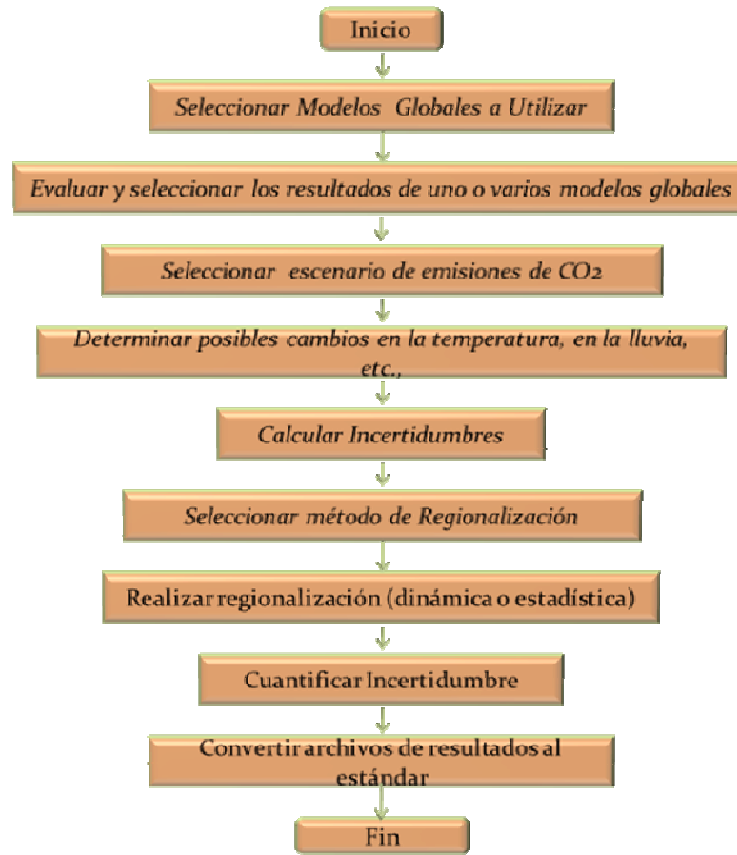 Inicio
Seleccionar Modelos Globales a Utilizar
Evaluar y seleccionar los resultados de uno o varios modelos globales
Seleccionar escenario de emisiones de CO2
Determinar posibles cambios en la temperatura, en la lluvia,
etc.,
Calcular Incertidumbres
Seleccionar método de Regionalización
Realizar regionalización (dinámica o estadística)
Cuantificar Incertidumbre
Convertir archivos de resultados al
estándar
Fin